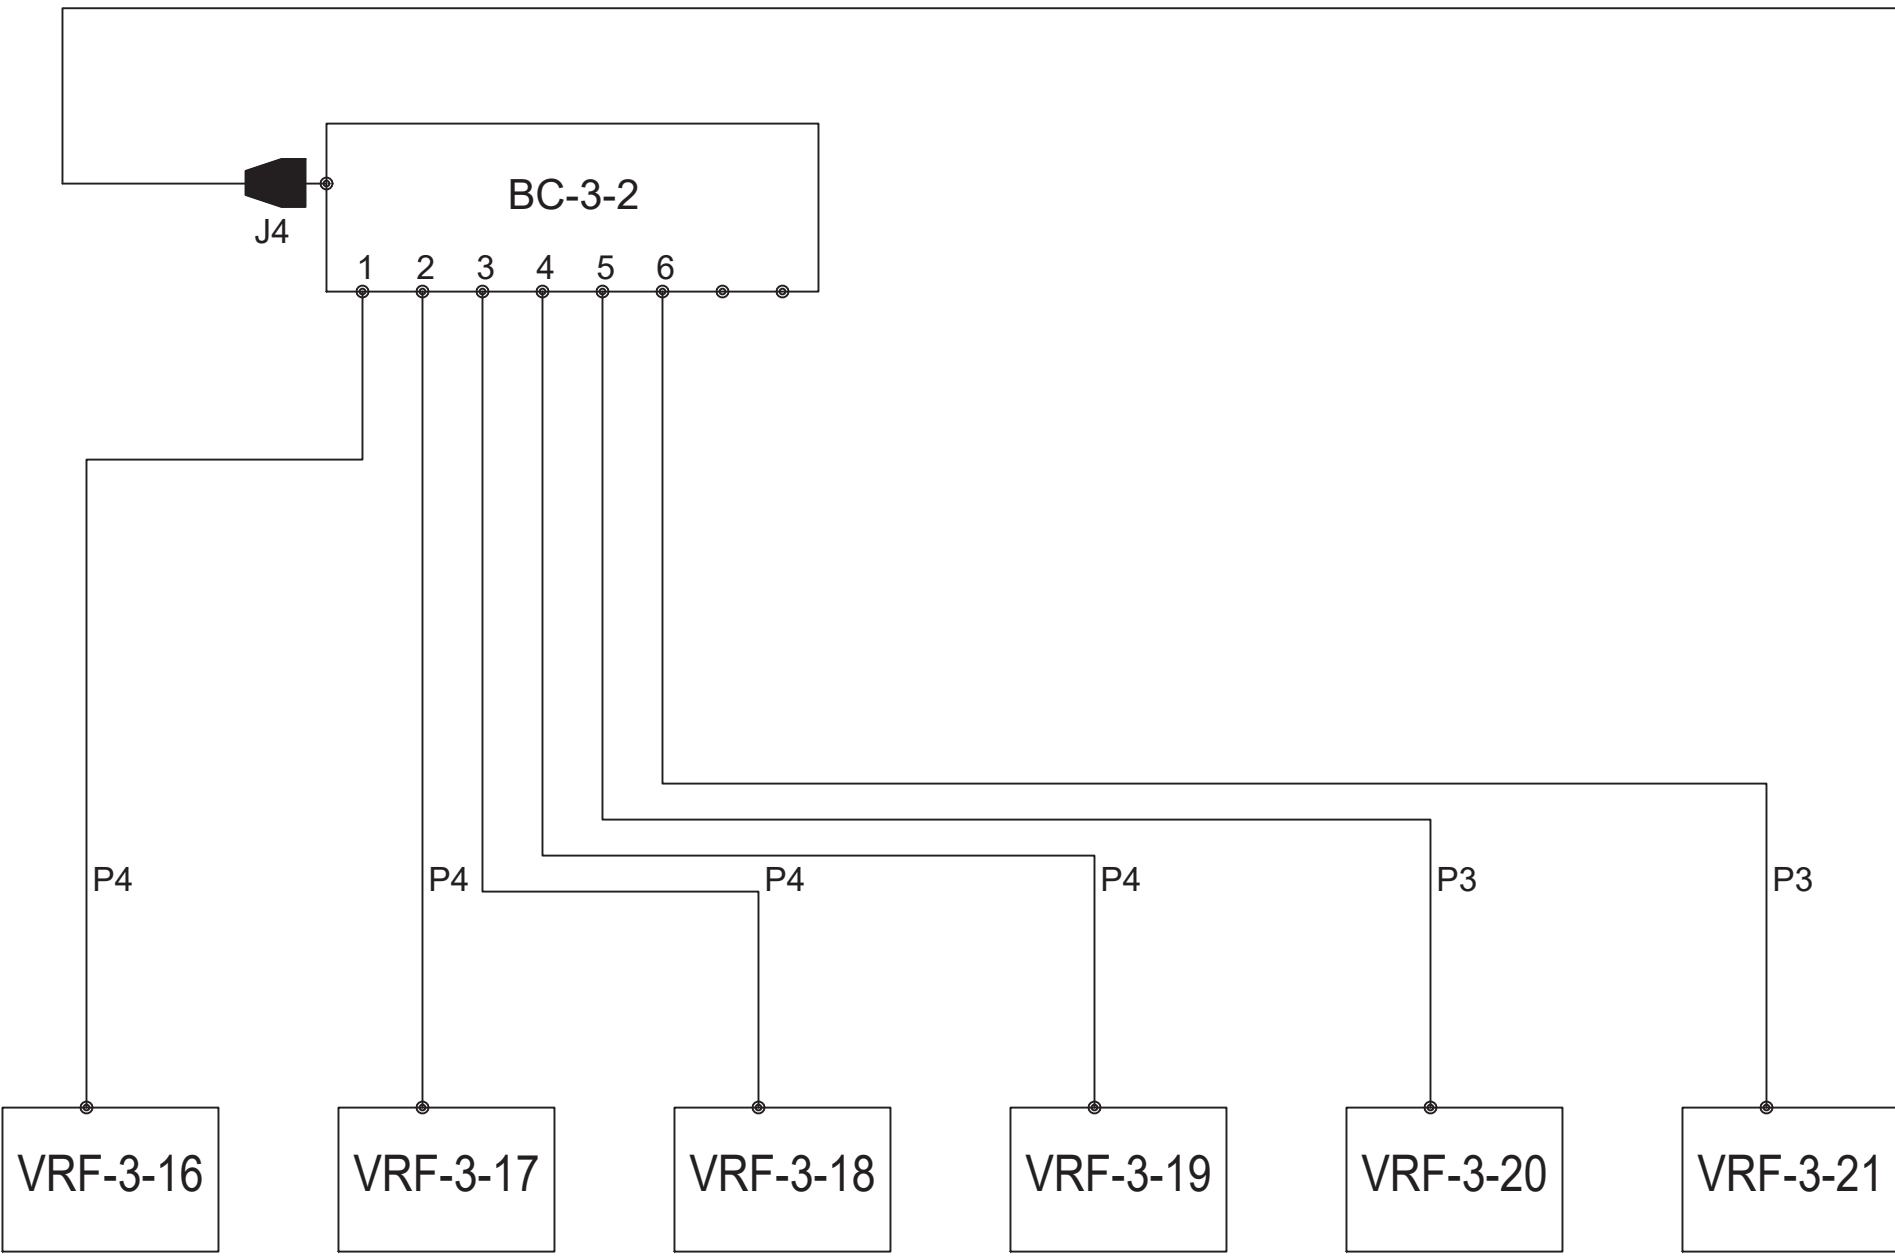 BC-3-2
J4
1 2 3 4 5 6
P4 P4 P4 P4 P3 P3
VRF-3-16 VRF-3-17 VRF-3-18 VRF-3-19 VRF-3-20 VRF-3-21